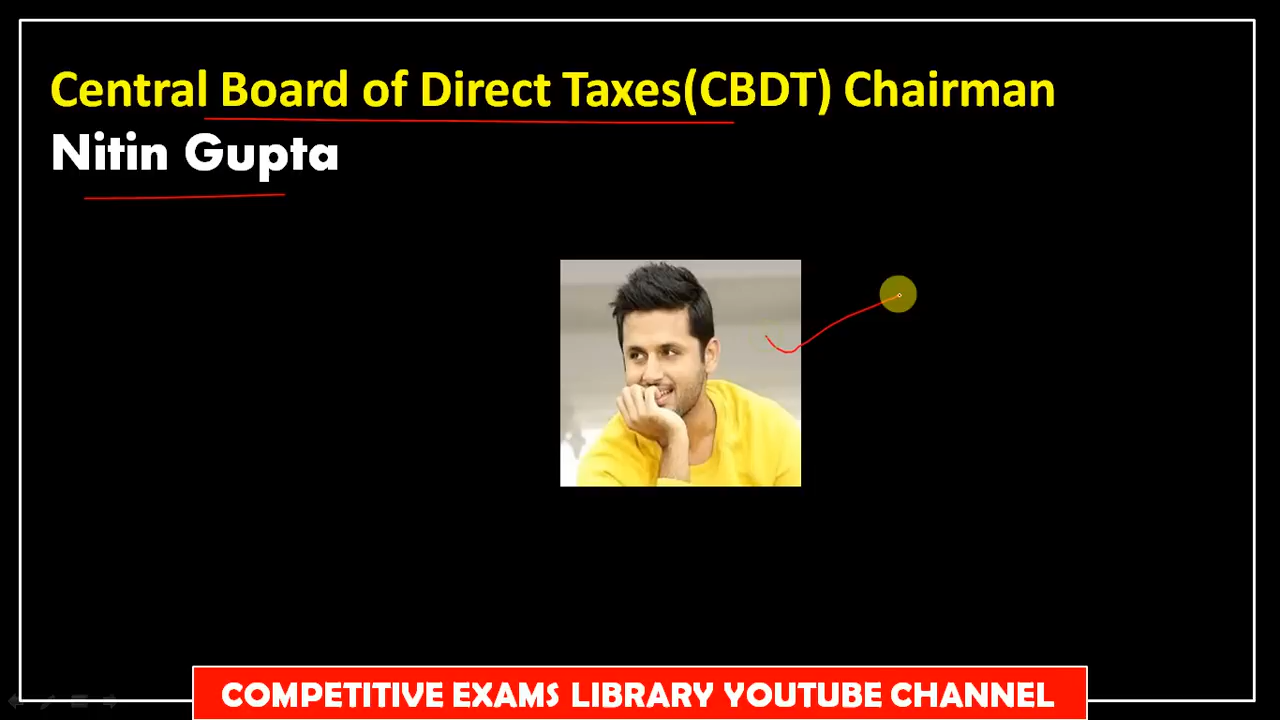 Central Board of Direct Taxes(CBDT) Chairman
Nitin Gupta
COMPETITIVE EXAMS LIBRARY YOUTUBE CHANNEL